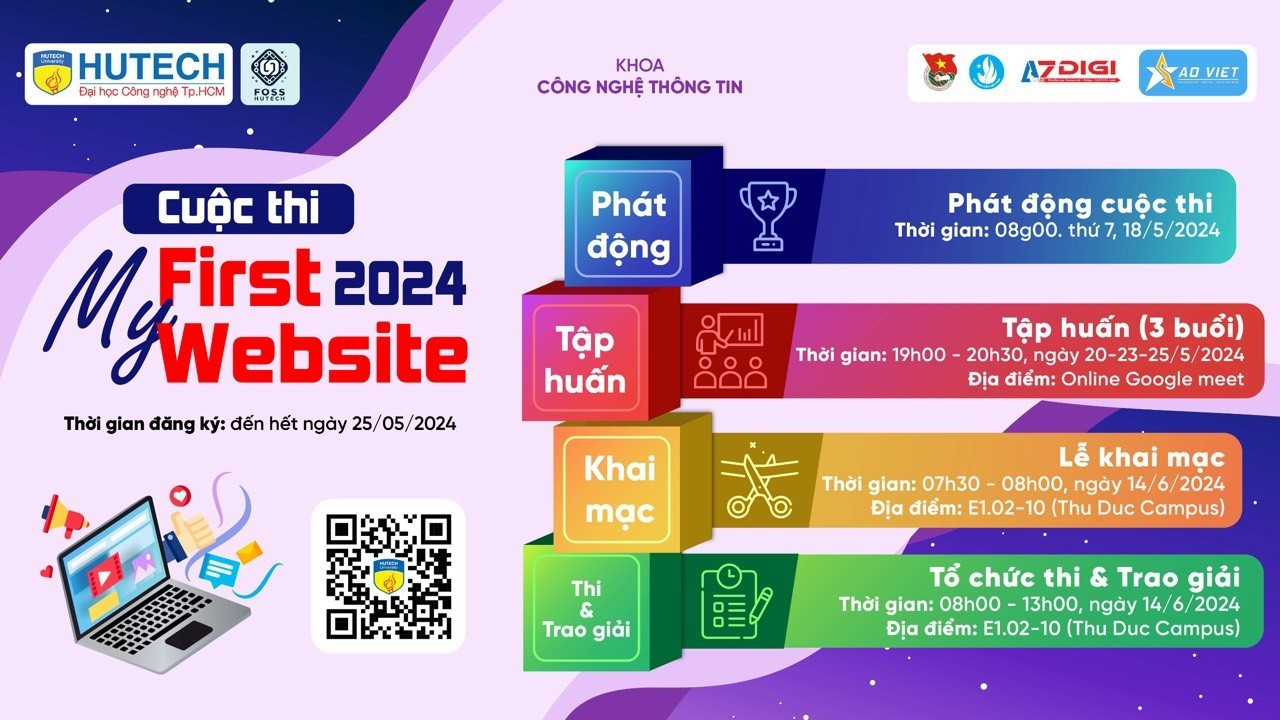 HUTECH University
HUTECH
Đại học Công nghệ Tp.HCM
FOSS
HUTECH
KHOA
CÔNG NGHỆ THÔNG TIN
AZDIGI
SAO VIET
Cuộc thi
My First 2024
Website
Thời gian đăng ký: đến hết ngày 25/05/2024
HUTECH University
Phát
động
Phát động cuộc thi
Thời gian: 08g00. thứ 7, 18/5/2024
Tập
huấn
Tập huấn (3 buổi)
Thời gian: 19h00 - 20h30, ngày 20-23-25/5/2024
Địa điểm: Online Google meet
Khai
mạc
Lễ khai mạc
Thời gian: 07h30 - 08h00, ngày 14/6/2024
Địa điểm: E1.02-10 (Thu Duc Campus)
Thi
&
Trao giải
Tổ chức thi & Trao giải
Thời gian: 08h00 - 13h00, ngày 14/6/2024
Địa điểm: E1.02-10 (Thu Duc Campus)